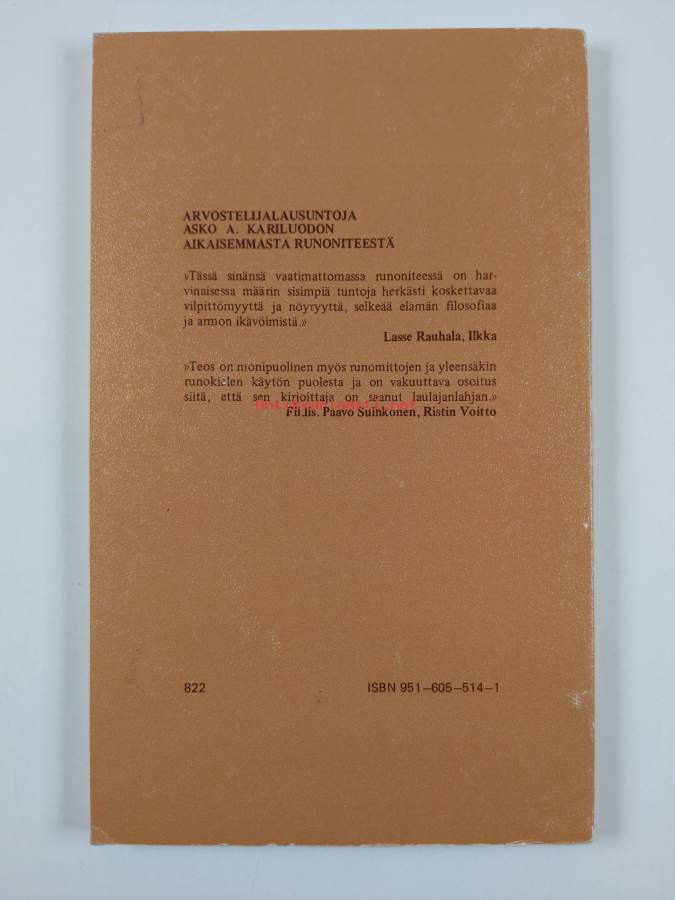 ARVOSTELIJALAUSUNTOJA
ASKO A. KARILUODON
AIKAISEMMASTA RUNONITEESTÄ
»Tässä sinänsä vaatimattomassa runoniteessä on har-
vinaisessa määrin sisimpiä tuntoja herkästi koskettavaa
vilpittömyyttä ja nöyryyttä, selkeää elämän filosofiaa
ja armon ikävöimistä.»
Lasse Rauhala, Ilkka
»Teos on monipuolinen myös runomittojen ja yleensäkin
runokielen käytön puolesta ja on vakuuttava osoitus
siitä, että sen kirjoittaja on saanut laulajanlahjan.»
Fil.lis. Paavo Suihkonen, Ristin Voitto
822
ISBN 951–605–514–1